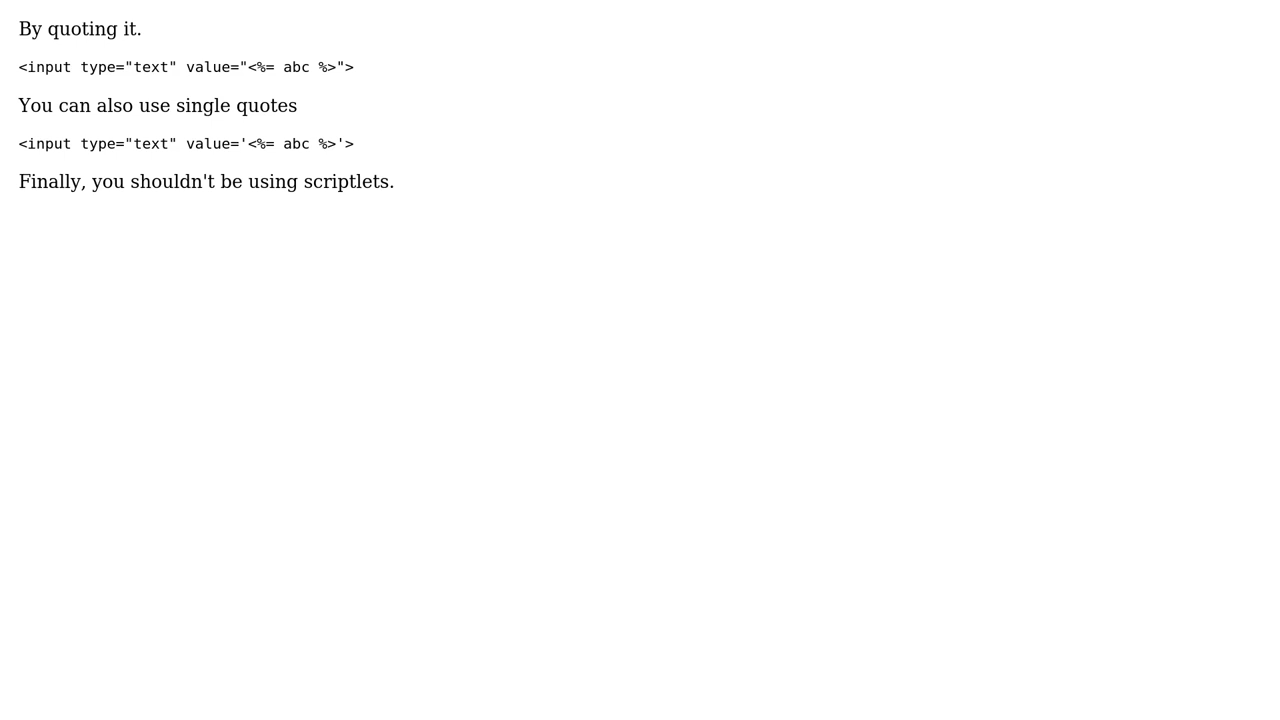 By quoting it.
<input type="text" value="<%= abc %>">
You can also use single quotes
<input type="text" value='<%= abc %>'>
Finally, you shouldn't be using scriptlets.